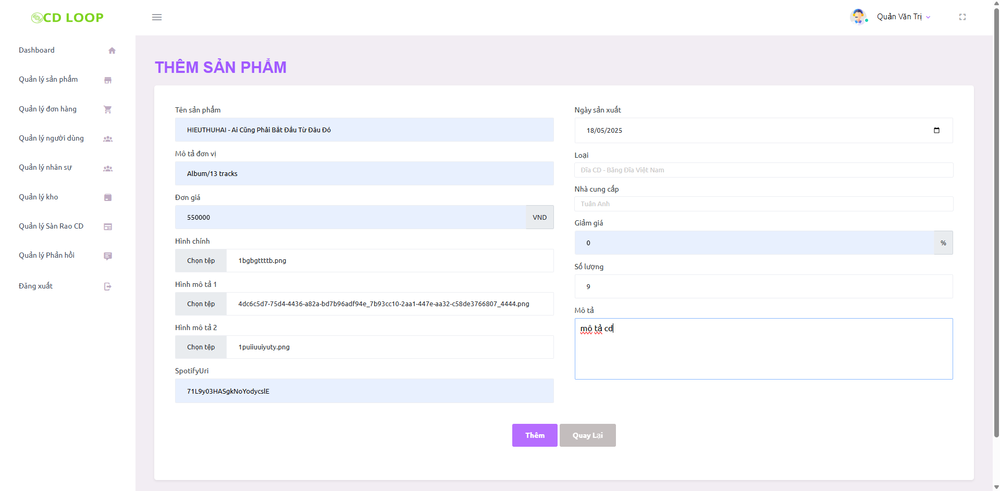 CD LOOP
Quản Văn Trị
Dashboard
Quản lý sản phẩm
Quản lý đơn hàng
Quản lý người dùng
Quản lý nhân sự
Quản lý kho
Quản lý Sàn Rao CD
Quản lý Phản hồi
Đăng xuất
THÊM SẢN PHẨM
Tên sản phẩm
HIEUTHUHAI - Ai Cũng Phải Bắt Đầu Từ Đâu Đó
Mô tả đơn vị
Album/13 tracks
Đơn giá
550000 VND
Hình chính
Chọn tệp 1bgbgttttb.png
Hình mô tả 1
Chọn tệp 4dc6c5d7-75d4-4436-a82a-bd7b96adf94e_7b93cc10-2aa1-447e-aa32-c58de3766807_4444.png
Hình mô tả 2
Chọn tệp 1puiiuuiyuty.png
SpotifyUri
71L9y03HASgkNoYodycslE
Ngày sản xuất
18/05/2025
Loại
Đĩa CD - Băng Đĩa Việt Nam
Nhà cung cấp
Tuấn Anh
Giảm giá
0 %
Số lượng
9
Mô tả
mô tả cd
Thêm Quay Lại